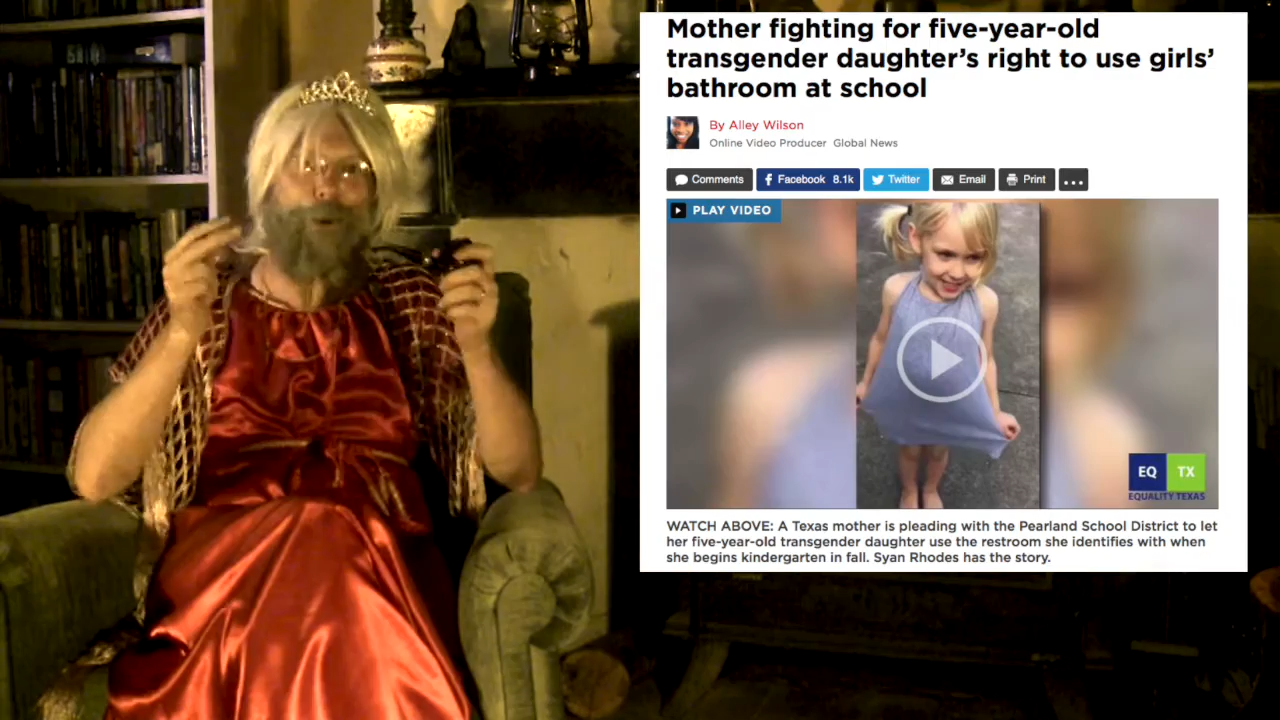 Mother fighting for five-year-old
transgender daughter's right to use girls'
bathroom at school
By Alley Wilson
Online Video Producer Global News
Comments
Facebook 8.1k
Twitter
Email
Print
...
PLAY VIDEO
EQ TX
EQUALITY TEXAS
WATCH ABOVE: A Texas mother is pleading with the Pearland School District to let
her five-year-old transgender daughter use the restroom she identifies with when
she begins kindergarten in fall. Syan Rhodes has the story.